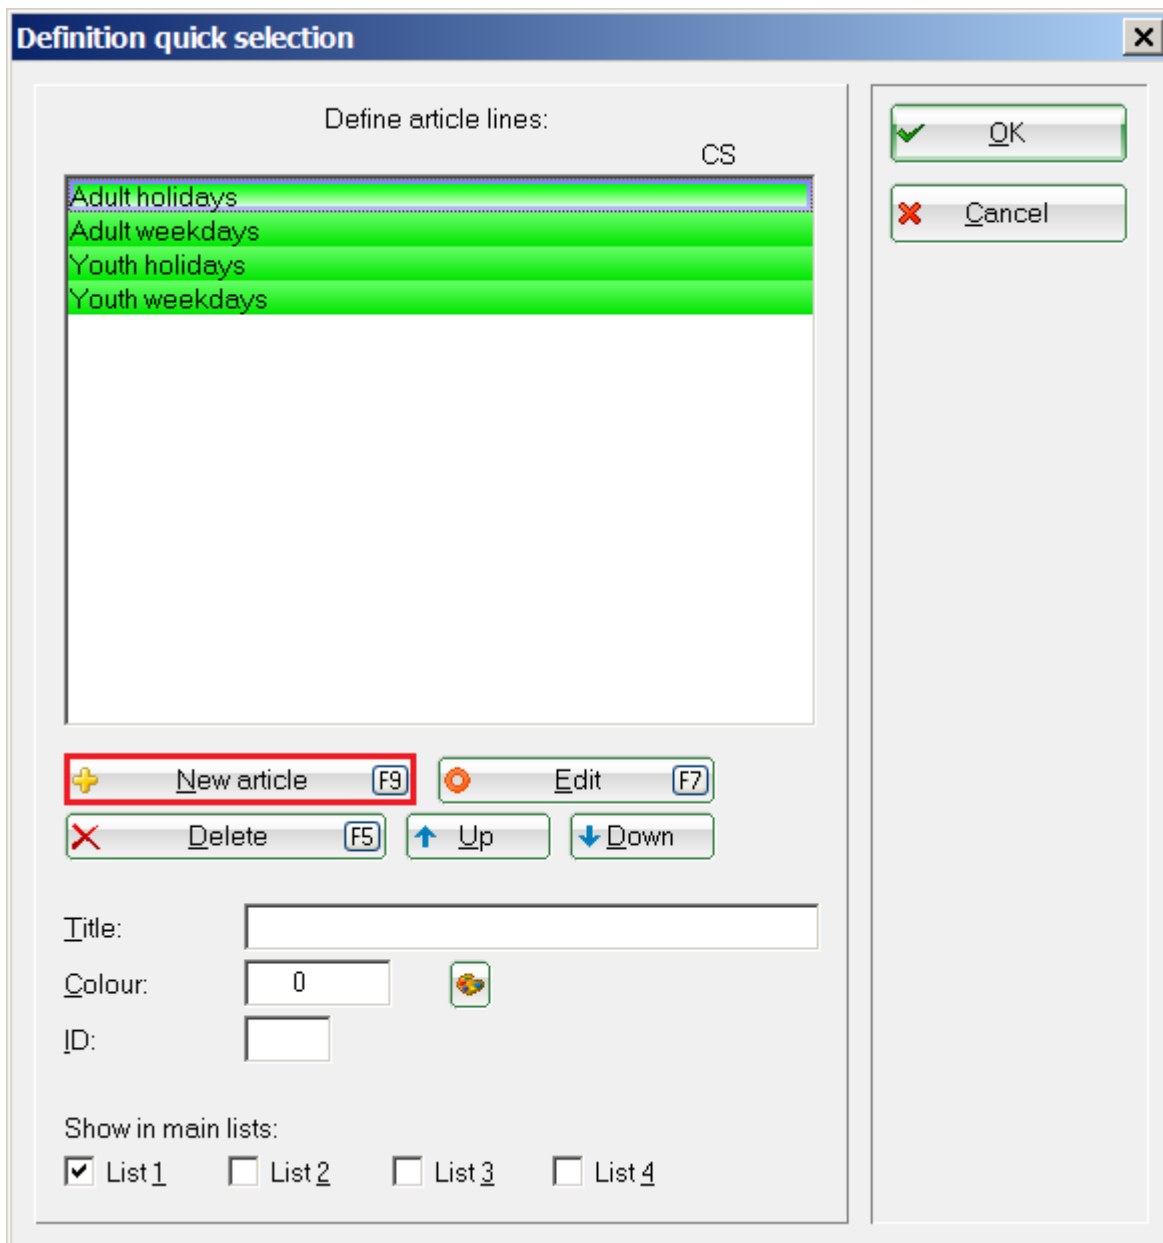 Definition quick selection
Define article lines:
CS
Adult holidays
Adult weekdays
Youth holidays
Youth weekdays
OK
Cancel
New article F9
Edit F7
Delete F5
Up
Down
Title:
Colour: 0
ID:
Show in main lists:
List 1 List 2 List 3 List 4